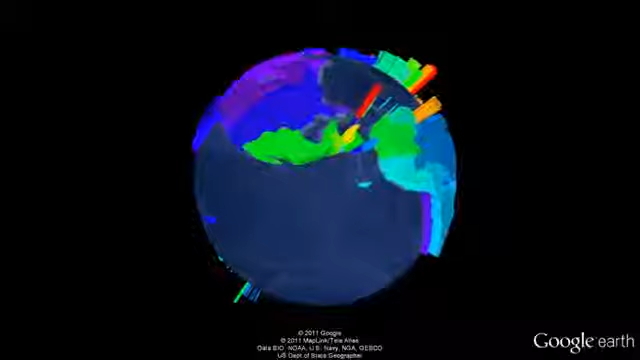 © 2011 Google
© 2011 MapLink/Tele Atlas
Data SIO, NOAA, U.S. Navy, NGA, GEBCO
US Dept of State Geographer
Google earth